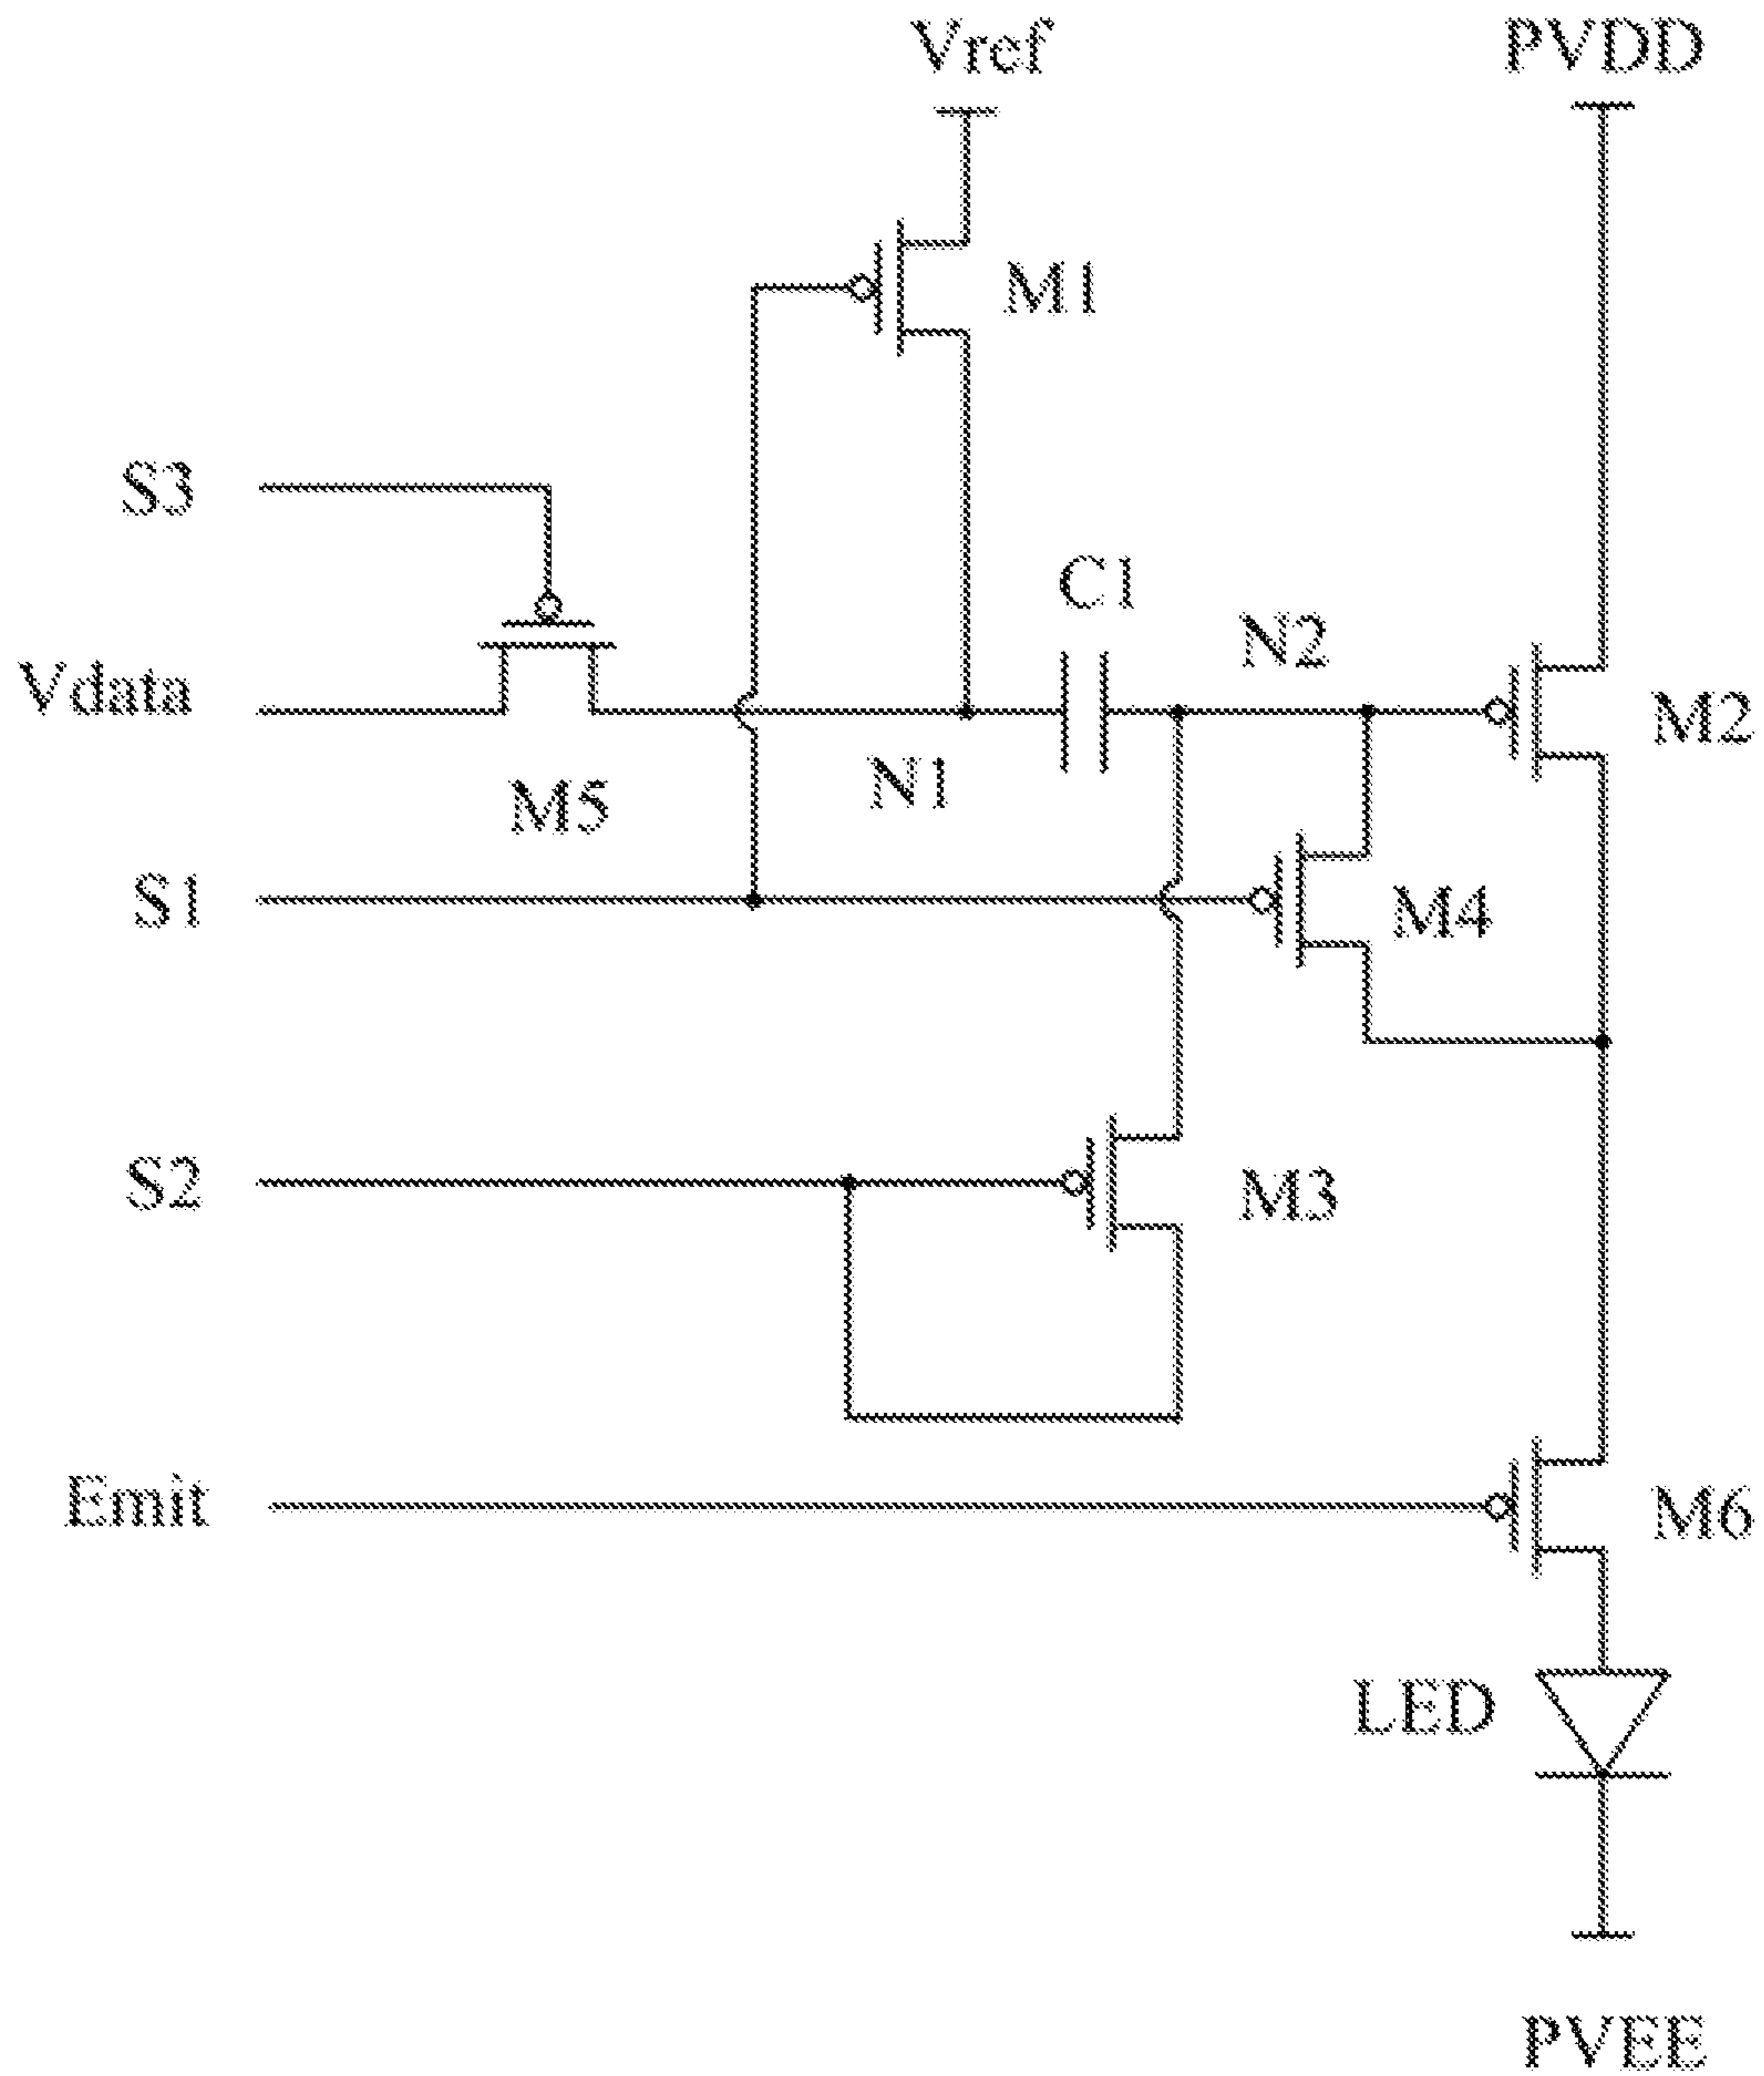 Vref
PVDD
M1
S3
C1
N2
Vdata
M2
N1
M5
S1
M4
S2
M3
Emit
M6
LED
PVEE